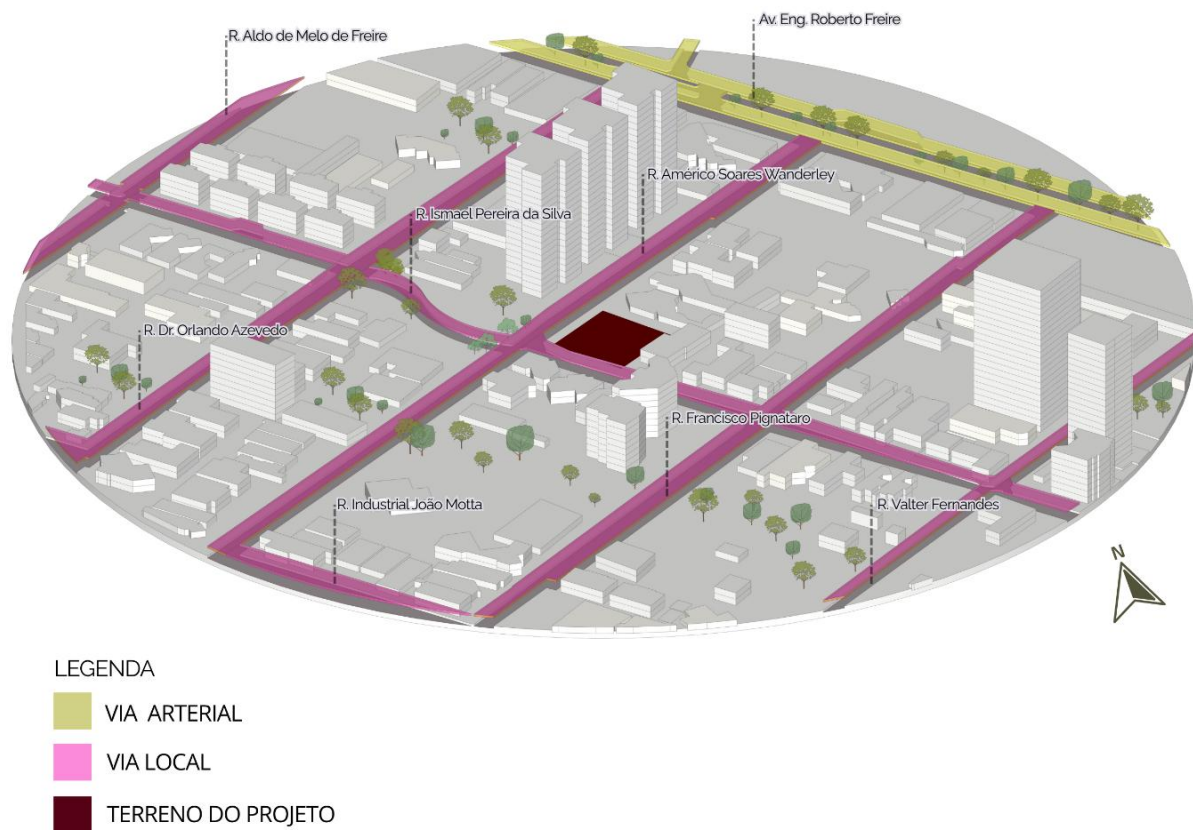 R. Aldo de Melo de Freire
Av. Eng. Roberto Freire
R. Américo Soares Wanderley
R. Ismael Pereira da Silva
R. Dr. Orlando Azevedo
R. Francisco Pignataro
R. Industrial João Motta
R. Valter Fernandes
N
LEGENDA
VIA ARTERIAL
VIA LOCAL
TERRENO DO PROJETO